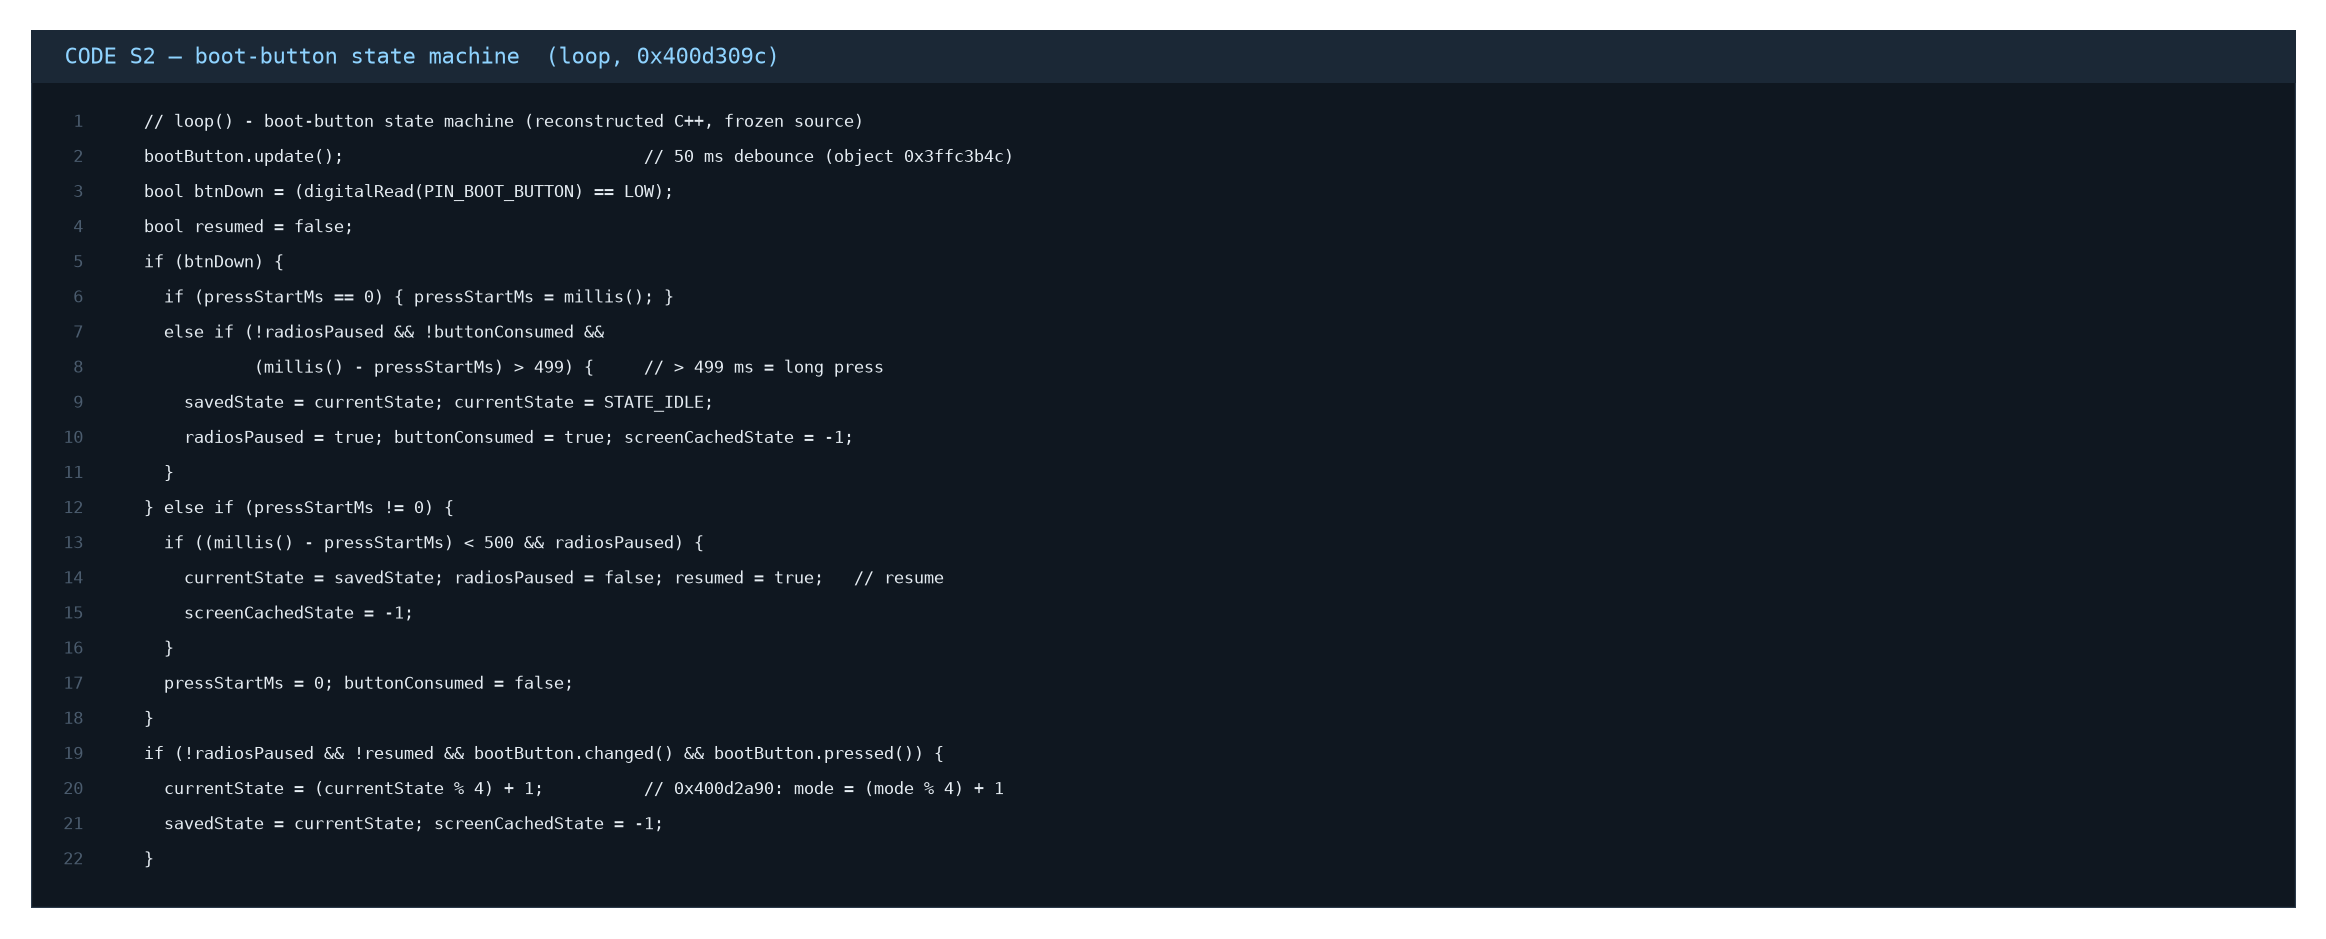 CODE S2 — boot-button state machine  (loop, 0x400d309c)
1      // loop() - boot-button state machine (reconstructed C++, frozen source)
2      bootButton.update();                              // 50 ms debounce (object 0x3ffc3b4c)
3      bool btnDown = (digitalRead(PIN_BOOT_BUTTON) == LOW);
4      bool resumed = false;
5      if (btnDown) {
6        if (pressStartMs == 0) { pressStartMs = millis(); }
7        else if (!radiosPaused && !buttonConsumed &&
8                 (millis() - pressStartMs) > 499) {     // > 499 ms = long press
9          savedState = currentState; currentState = STATE_IDLE;
10          radiosPaused = true; buttonConsumed = true; screenCachedState = -1;
11        }
12      } else if (pressStartMs != 0) {
13        if ((millis() - pressStartMs) < 500 && radiosPaused) {
14          currentState = savedState; radiosPaused = false; resumed = true;   // resume
15          screenCachedState = -1;
16        }
17        pressStartMs = 0; buttonConsumed = false;
18      }
19      if (!radiosPaused && !resumed && bootButton.changed() && bootButton.pressed()) {
20        currentState = (currentState % 4) + 1;          // 0x400d2a90: mode = (mode % 4) + 1
21        savedState = currentState; screenCachedState = -1;
22      }